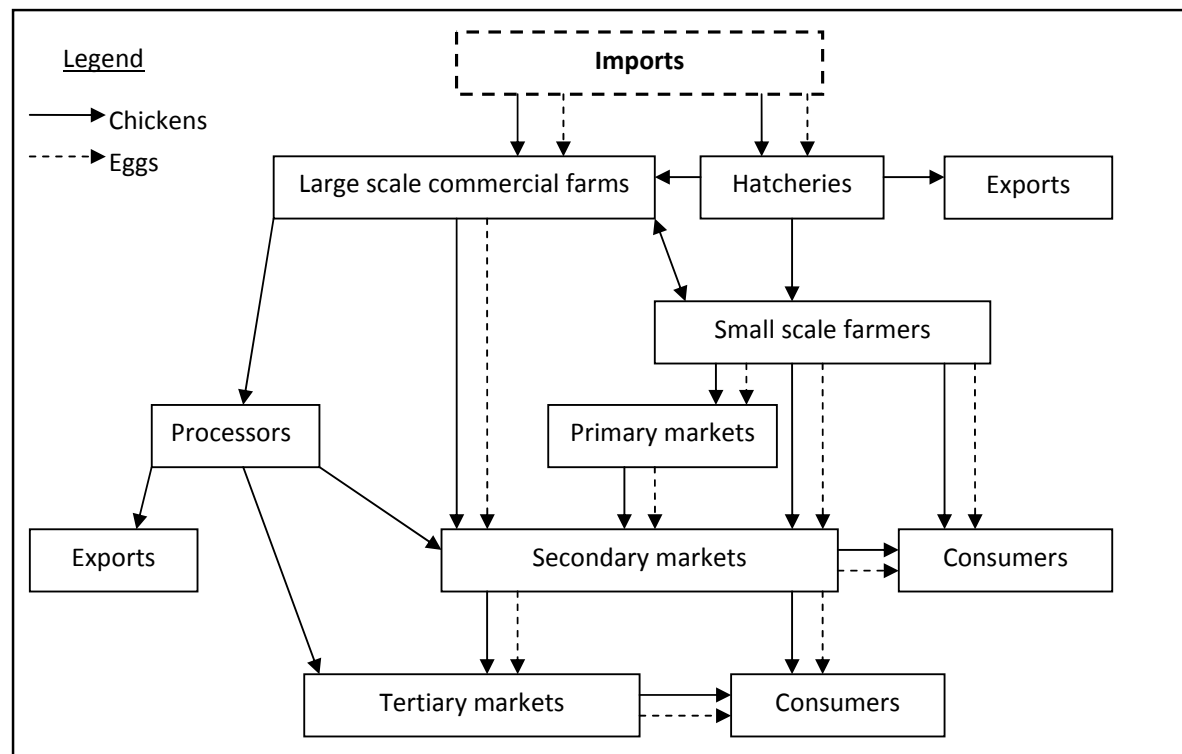 Legend
Imports
Chickens
Eggs
Large scale commercial farms
Hatcheries
Exports
Small scale farmers
Processors
Primary markets
Exports
Secondary markets
Consumers
Tertiary markets
Consumers